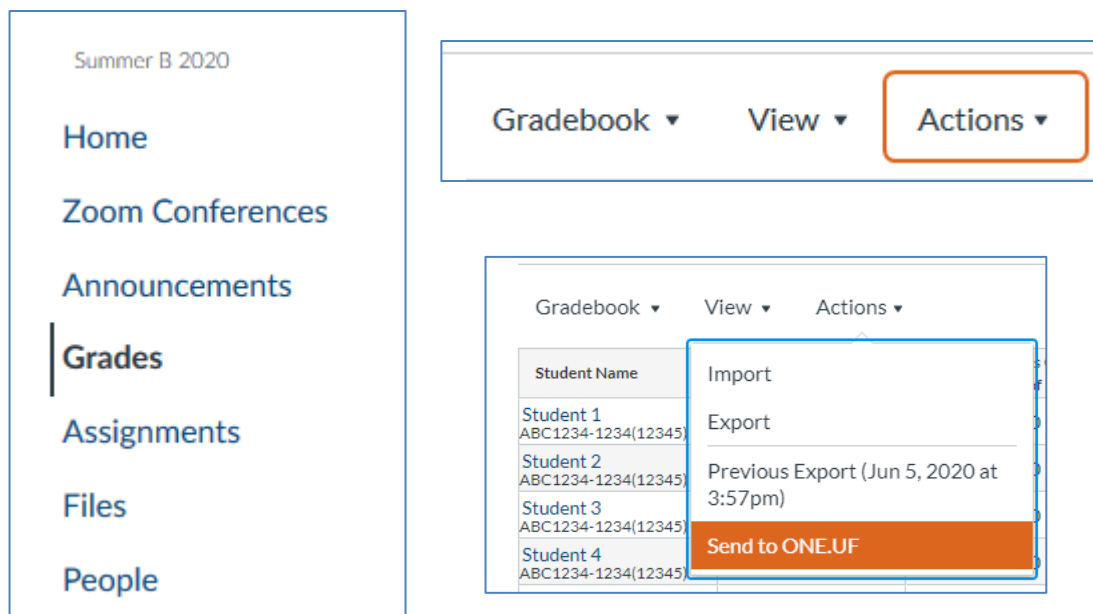 Summer B 2020
Home
Zoom Conferences
Announcements
Grades
Assignments
Files
People
Gradebook ▾ View ▾ Actions ▾
Gradebook ▾ View ▾ Actions ▾
Student Name
Student 1
ABC1234-1234(12345)
Student 2
ABC1234-1234(12345)
Student 3
ABC1234-1234(12345)
Student 4
ABC1234-1234(12345)
Import
Export
Previous Export (Jun 5, 2020 at
3:57pm)
Send to ONE.UF